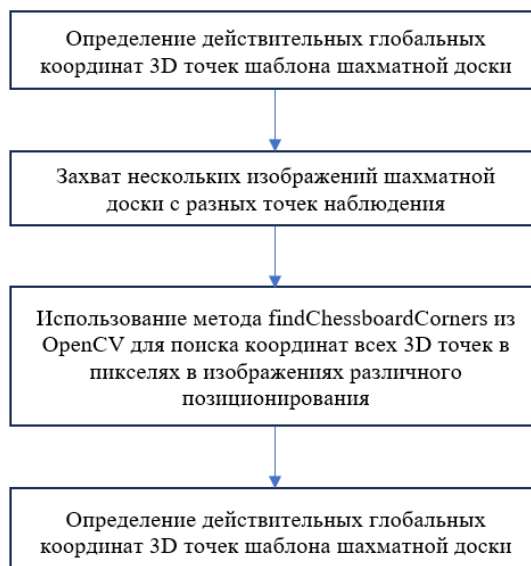 Определение действительных глобальных
координат 3D точек шаблона шахматной доски
Захват нескольких изображений шахматной
доски с разных точек наблюдения
Использование метода findChessboardCorners из
OpenCV для поиска координат всех 3D точек в
пикселях в изображениях различного
позиционирования
Определение действительных глобальных
координат 3D точек шаблона шахматной доски